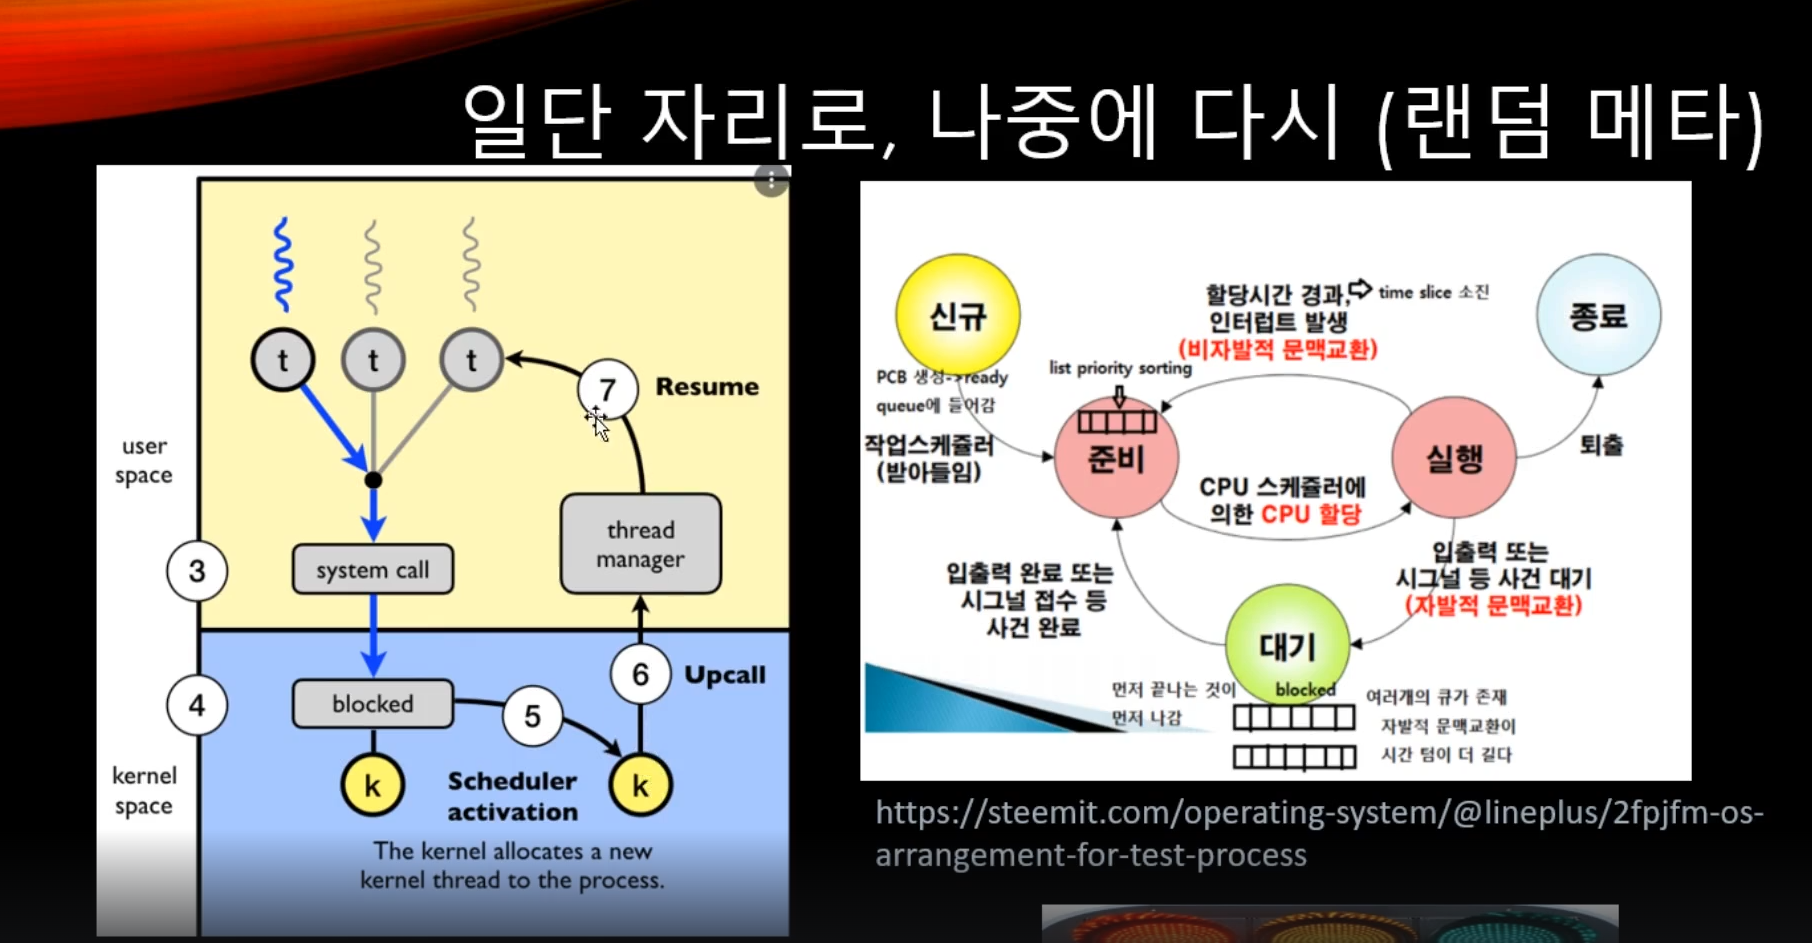 일단 자리로, 나중에 다시 (랜덤 메타)
t
t
t
7
Resume
user
space
thread
manager
3
system call
6
Upcall
4
blocked
5
kernel
space
k
Scheduler
activation
k
The kernel allocates a new
kernel thread to the process.
신규
할당시간 경과,
time slice 소진
인터럽트 발생
(비자발적 문맥교환)
종료
PCB 생성->ready
queue에 들어감
list priority sorting
작업스케쥴러
(받아들임)
준비
실행
퇴출
CPU 스케쥴러에
의한 CPU 할당
입출력 또는
시그널 등 사건 대기
(자발적 문맥교환)
입출력 완료 또는
시그널 접수 등
사건 완료
대기
먼저 끝나는 것이
먼저 나감
blocked
여러개의 큐가 존재
자발적 문맥교환이
시간 텀이 더 길다
https://steemit.com/operating-system/@lineplus/2fpjfm-os-
arrangement-for-test-process